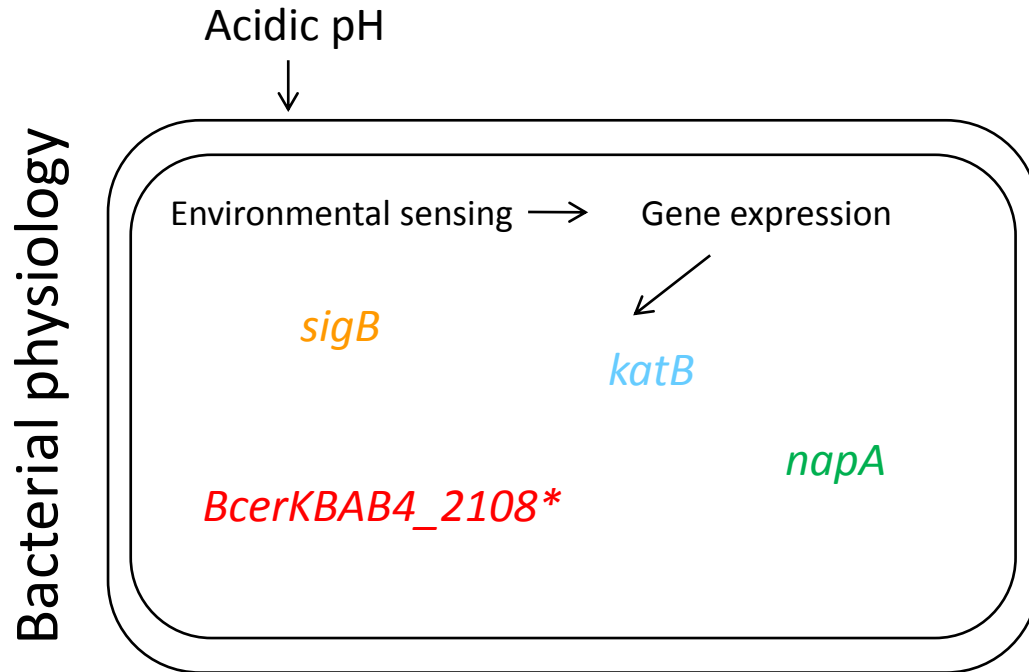 Acidic pH
Bacterial physiology
Environmental sensing
Gene expression
sigB
katB
napA
BcerKBAB4_2108*